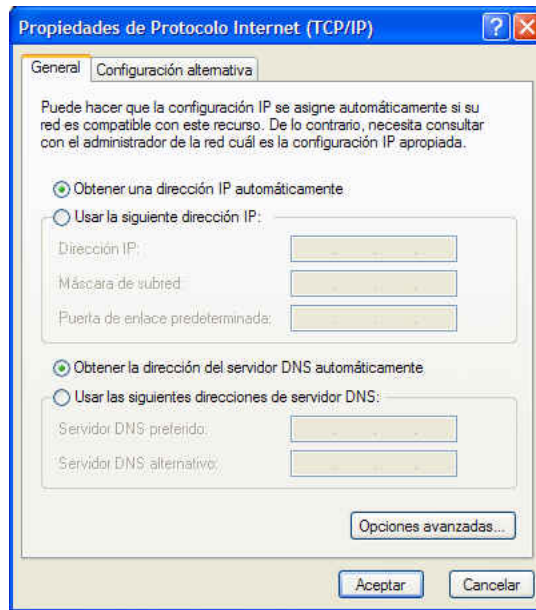 Propiedades de Protocolo Internet (TCP/IP)
General
Configuración alternativa
Puede hacer que la configuración IP se asigne automáticamente si su
red es compatible con este recurso. De lo contrario, necesita consultar
con el administrador de la red cuál es la configuración IP apropiada.
Obtener una dirección IP automáticamente
Usar la siguiente dirección IP:
Dirección IP:
Máscara de subred:
Puerta de enlace predeterminada:
Obtener la dirección del servidor DNS automáticamente
Usar las siguientes direcciones de servidor DNS:
Servidor DNS preferido:
Servidor DNS alternativo:
Opciones avanzadas...
Aceptar
Cancelar